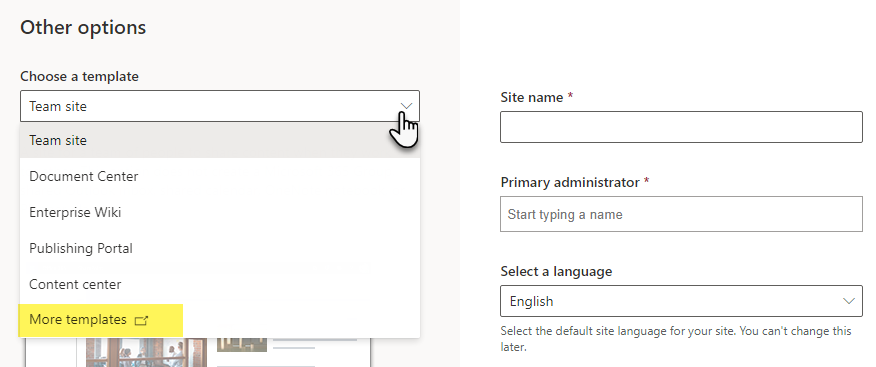 Other options
Choose a template
Team site
Team site
Document Center
Enterprise Wiki
Publishing Portal
Content center
More templates
Site name *
Primary administrator *
Start typing a name
Select a language
English
Select the default site language for your site. You can't change this
later.